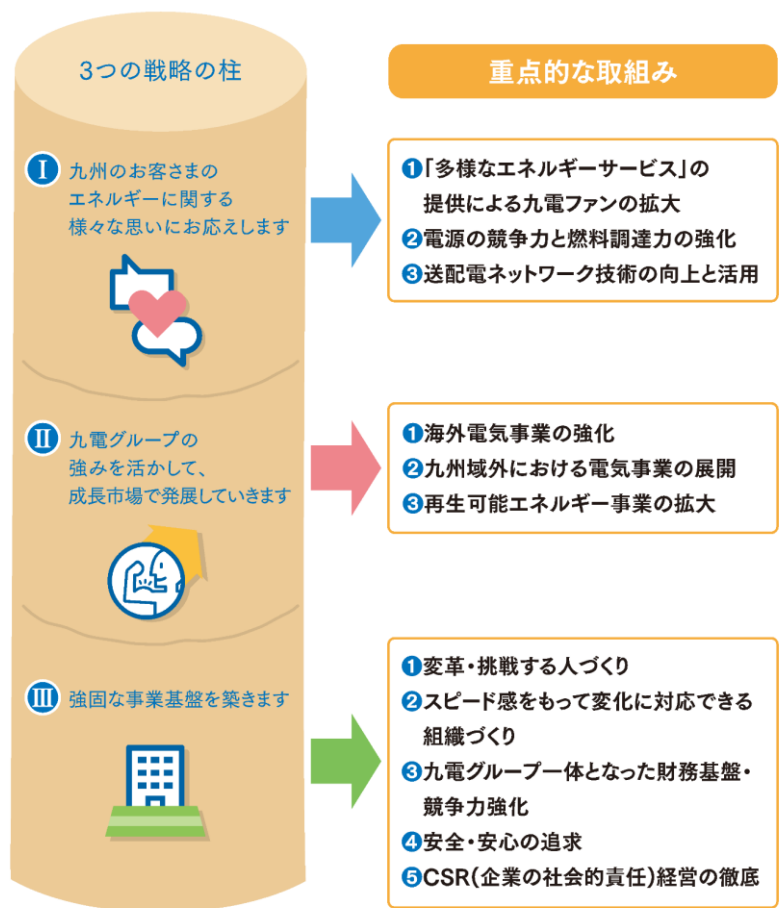 3つの戦略の柱
重点的な取組み
Ⅰ 九州のお客さまの
エネルギーに関する
様々な思いにお応えします
❶「多様なエネルギーサービス」の
提供による九電ファンの拡大
❷電源の競争力と燃料調達力の強化
❸送配電ネットワーク技術の向上と活用
Ⅱ 九電グループの
強みを活かして、
成長市場で発展していきます
❶海外電気事業の強化
❷九州域外における電気事業の展開
❸再生可能エネルギー事業の拡大
Ⅲ 強固な事業基盤を築きます
❶変革・挑戦する人づくり
❷スピード感をもって変化に対応できる
組織づくり
❸九電グループ一体となった財務基盤・
競争力強化
❹安全・安心の追求
❺CSR(企業の社会的責任)経営の徹底